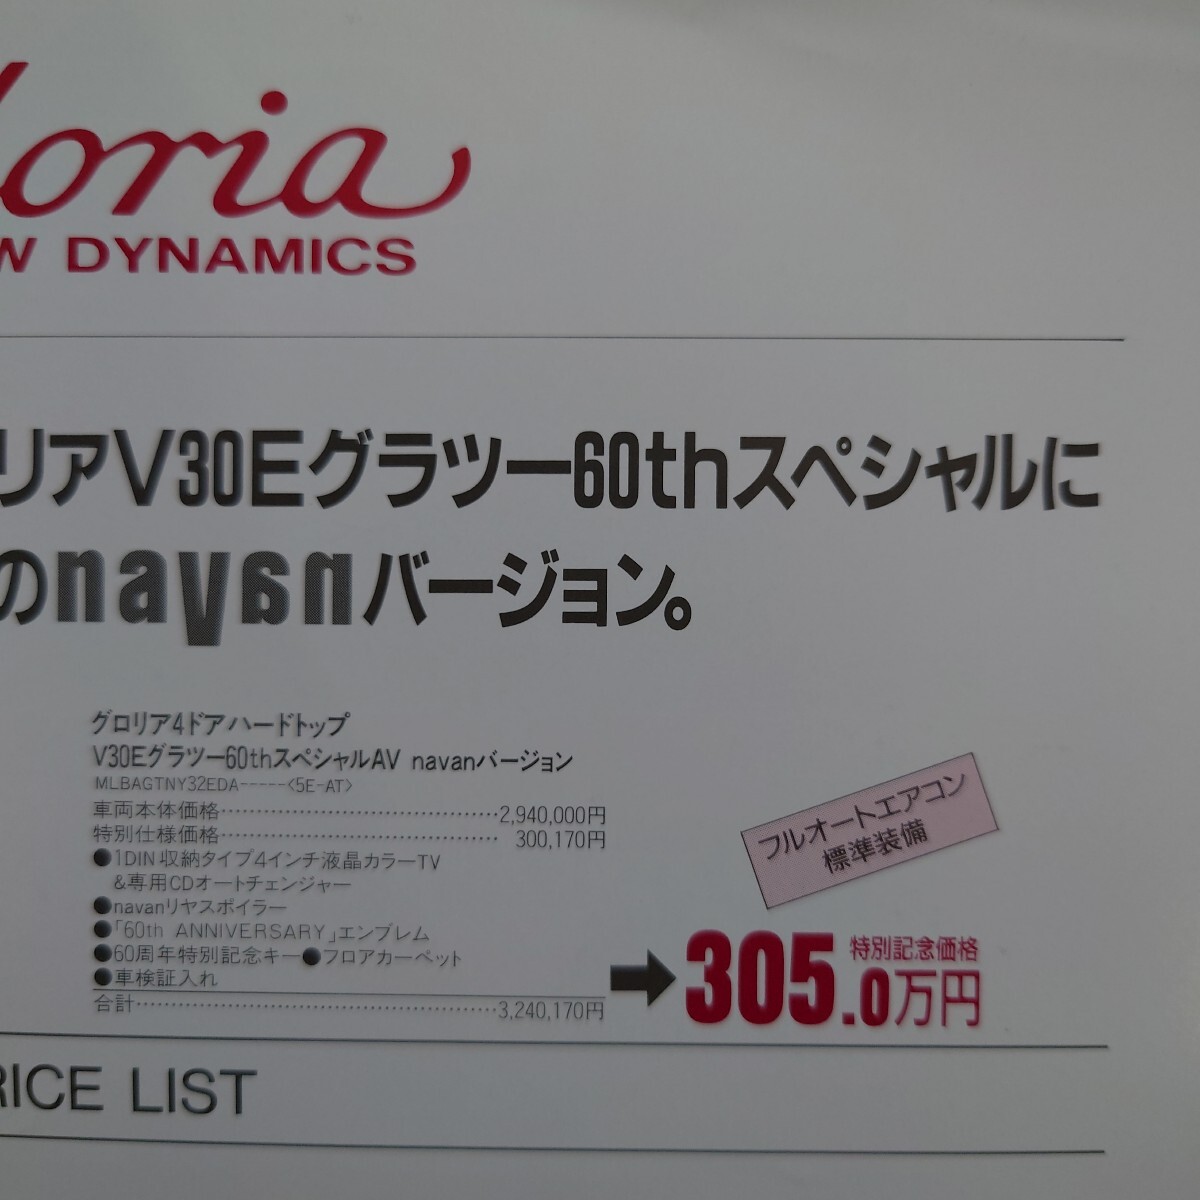 loria
W DYNAMICS
リアV30Eグラツー60thスペシャルに
のnavanバージョン。
グロリア4ドアハードトップ
V30Eグラツー60thスペシャルAV navanバージョン
MLBAGTNY32EDA-----〈5E-AT〉
車両本体価格…………………………………2,940,000円
特別仕様価格………………………………… 300,170円
●1DIN収納タイプ4インチ液晶カラーTV
&専用CDオートチェンジャー
●navanリヤスポイラー
●「60th ANNIVERSARY」エンブレム
●60周年特別記念キー●フロアカーペット
●車検証入れ
合計……………………………………………3,240,170円
フルオートエアコン
標準装備
特別記念価格
305.0万円
RICE LIST